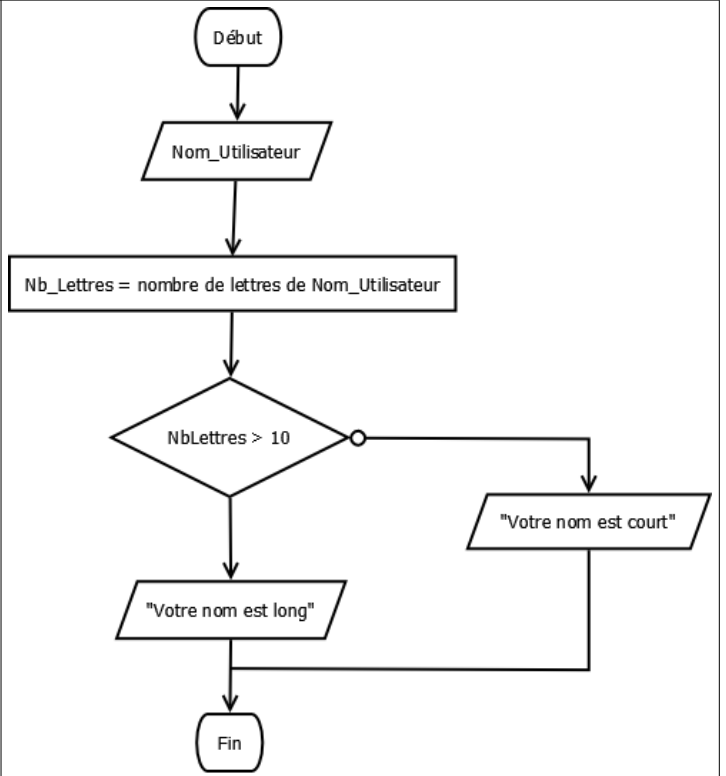 Début
Nom_Utilisateur
Nb_Lettres = nombre de lettres de Nom_Utilisateur
NbLettres > 10
"Votre nom est court"
"Votre nom est long"
Fin